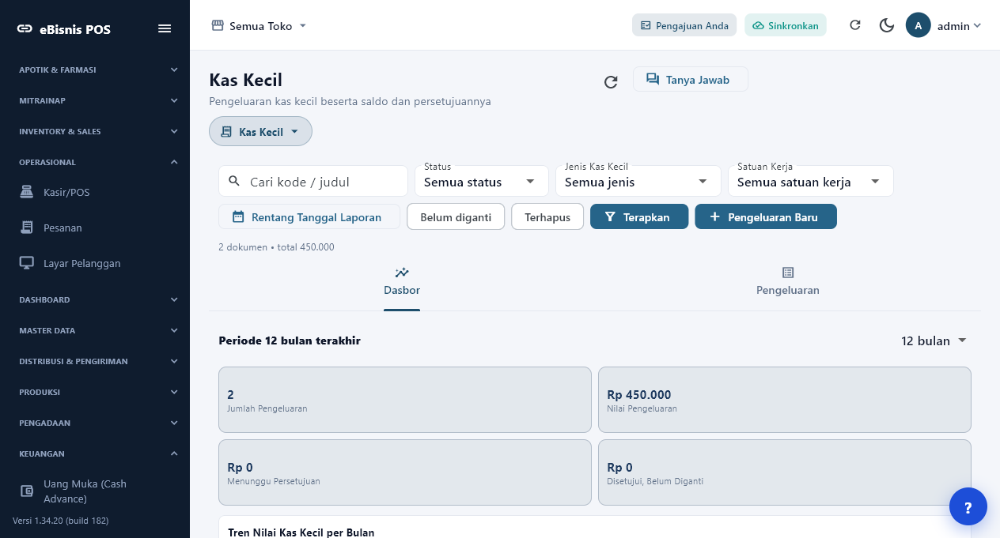 eBisnis POS
APOTIK & FARMASI
MITRAINAP
INVENTORY & SALES
OPERASIONAL
Kasir/POS
Pesanan
Layar Pelanggan
DASHBOARD
MASTER DATA
DISTRIBUSI & PENGIRIMAN
PRODUKSI
PENGADAAN
KEUANGAN
Uang Muka (Cash
Advance)
Versi 1.34.20 (build 182)
Semua Toko
Pengajuan Anda
Sinkronkan
A
admin
Kas Kecil
Pengeluaran kas kecil beserta saldo dan persetujuannya
Tanya Jawab
Kas Kecil
Cari kode / judul
Status
Semua status
Jenis Kas Kecil
Semua jenis
Satuan Kerja
Semua satuan kerja
Rentang Tanggal Laporan
Belum diganti
Terhapus
Terapkan
Pengeluaran Baru
2 dokumen • total 450.000
Dasbor
Pengeluaran
Periode 12 bulan terakhir
12 bulan
2
Jumlah Pengeluaran
Rp 450.000
Nilai Pengeluaran
Rp 0
Menunggu Persetujuan
Rp 0
Disetujui, Belum Diganti
?
Tren Nilai Kas Kecil per Bulan